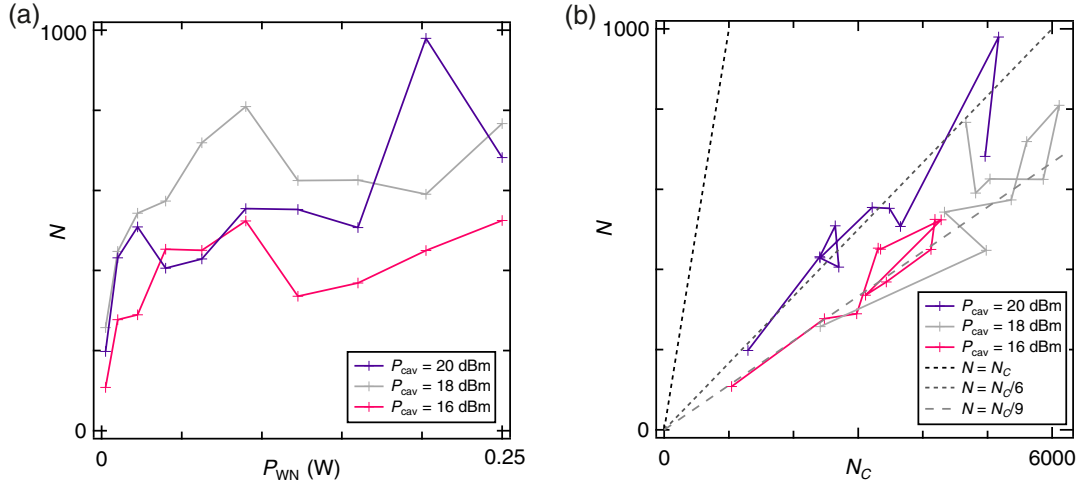 (a)
1000
N
0
0
P_WN (W)
0.25
P_cav = 20 dBm
P_cav = 18 dBm
P_cav = 16 dBm
(b)
1000
N
0
0
N_C
6000
P_cav = 20 dBm
P_cav = 18 dBm
P_cav = 16 dBm
N = N_C
N = N_C/6
N = N_C/9